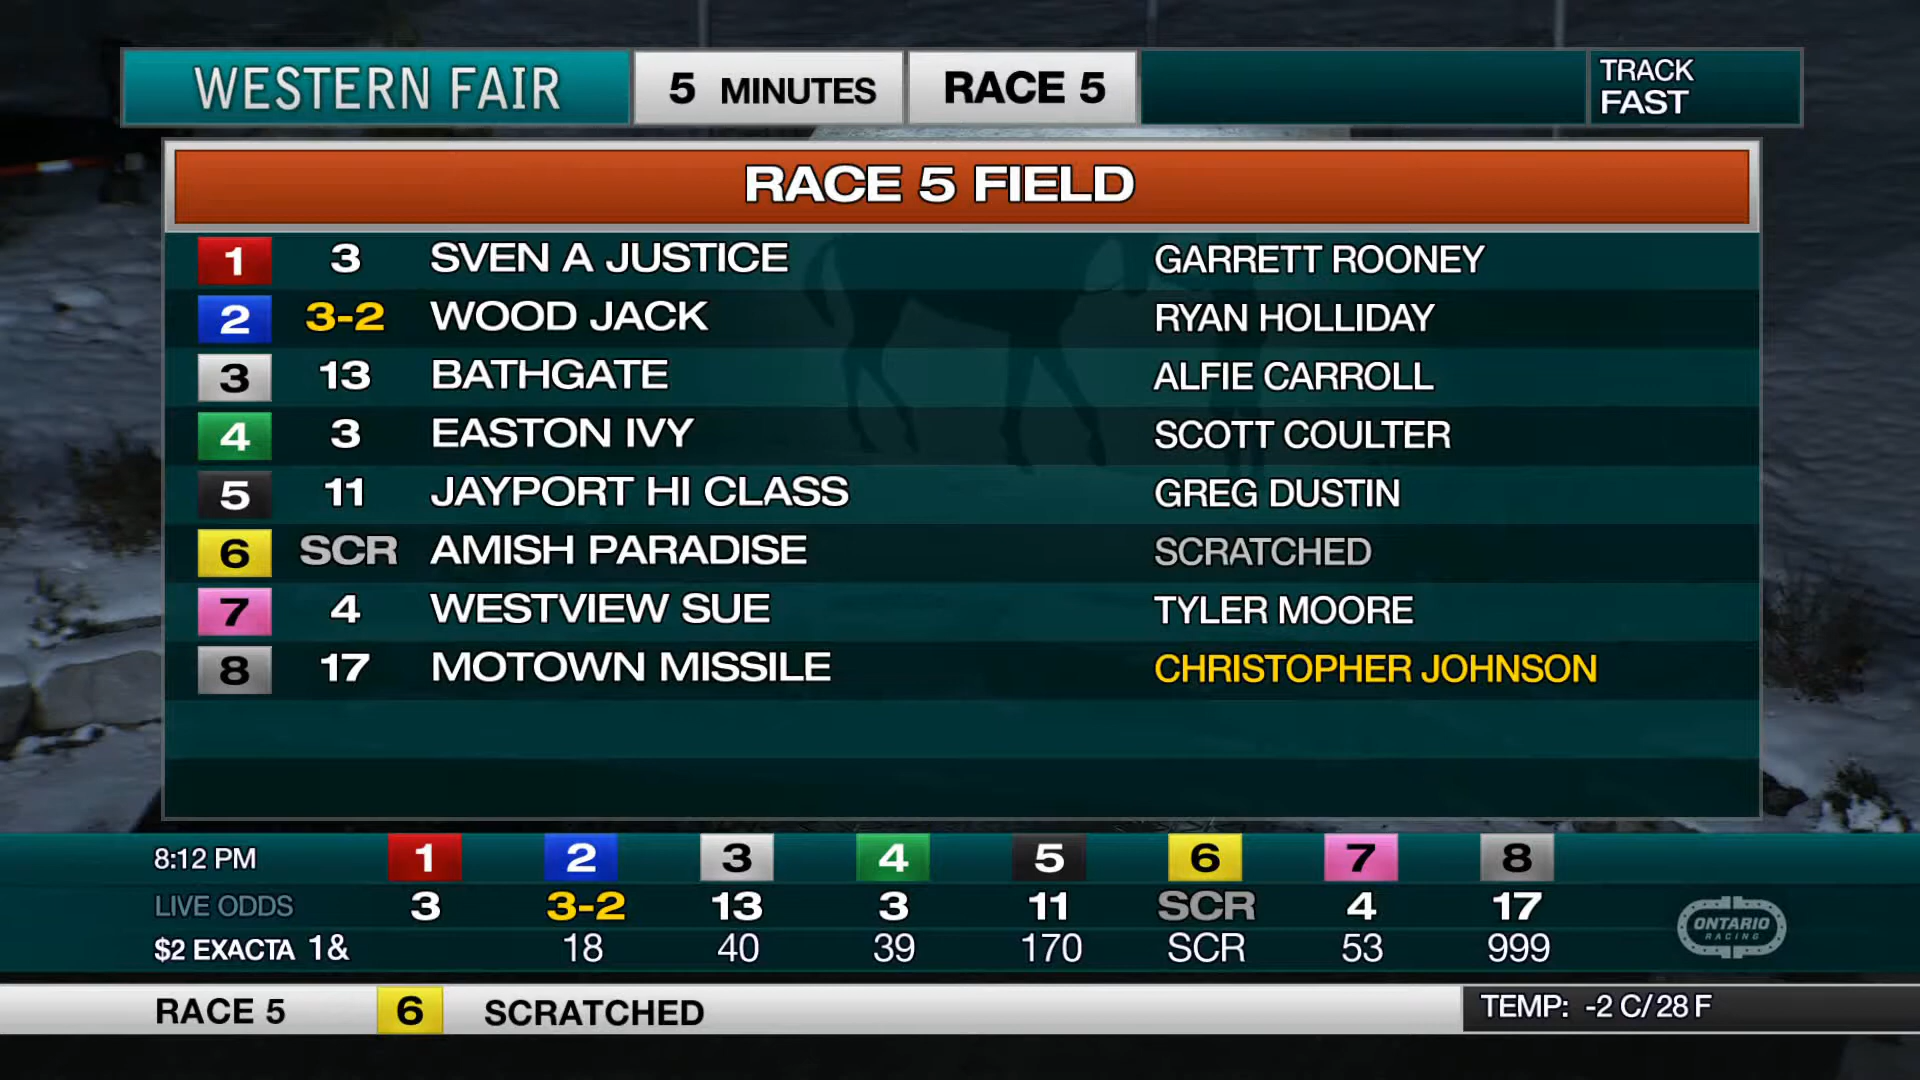 WESTERN FAIR 5 MINUTES RACE 5 TRACK FAST
RACE 5 FIELD
1 3 SVEN A JUSTICE GARRETT ROONEY
2 3-2 WOOD JACK RYAN HOLLIDAY
3 13 BATHGATE ALFIE CARROLL
4 3 EASTON IVY SCOTT COULTER
5 11 JAYPORT HI CLASS GREG DUSTIN
6 SCR AMISH PARADISE SCRATCHED
7 4 WESTVIEW SUE TYLER MOORE
8 17 MOTOWN MISSILE CHRISTOPHER JOHNSON
8:12 PM 1 2 3 4 5 6 7 8
LIVE ODDS 3 3-2 13 3 11 SCR 4 17
$2 EXACTA 1& 18 40 39 170 SCR 53 999
ONTARIO
RACING
RACE 5 6 SCRATCHED TEMP: -2 C/28 F